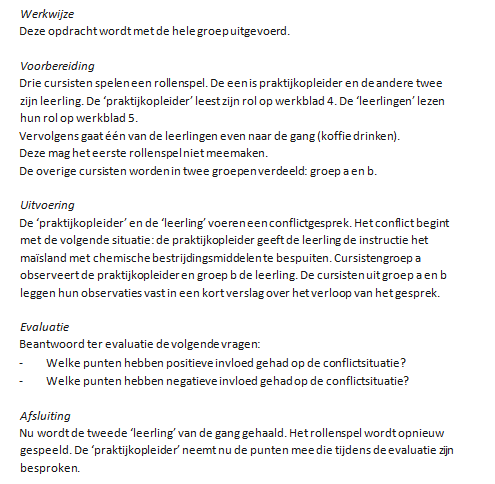 Werkwijze
Deze opdracht wordt met de hele groep uitgevoerd.
Voorbereiding
Drie cursisten spelen een rollenspel. De een is praktijkopleider en de andere twee
zijn leerling. De ‘praktijkopleider’ leest zijn rol op werkblad 4. De ‘leerlingen’ lezen
hun rol op werkblad 5.
Vervolgens gaat één van de leerlingen even naar de gang (koffie drinken).
Deze mag het eerste rollenspel niet meemaken.
De overige cursisten worden in twee groepen verdeeld: groep a en b.
Uitvoering
De ‘praktijkopleider’ en de ‘leerling’ voeren een conflictgesprek. Het conflict begint
met de volgende situatie: de praktijkopleider geeft de leerling de instructie het
maïsland met chemische bestrijdingsmiddelen te bespuiten. Cursistengroep a
observeert de praktijkopleider en groep b de leerling. De cursisten uit groep a en b
leggen hun observaties vast in een kort verslag over het verloop van het gesprek.
Evaluatie
Beantwoord ter evaluatie de volgende vragen:
- Welke punten hebben positieve invloed gehad op de conflictsituatie?
- Welke punten hebben negatieve invloed gehad op de conflictsituatie?
Afsluiting
Nu wordt de tweede ‘leerling’ van de gang gehaald. Het rollenspel wordt opnieuw
gespeeld. De ‘praktijkopleider’ neemt nu de punten mee die tijdens de evaluatie zijn
besproken.